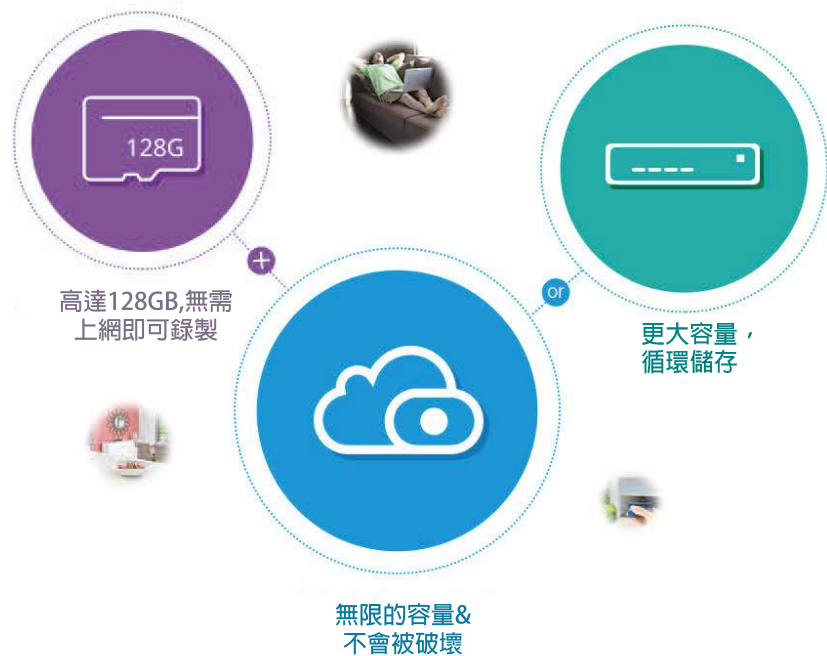 128G
+
or
高達128GB,無需
上網即可錄製
更大容量，
循環儲存
無限的容量&
不會被破壞